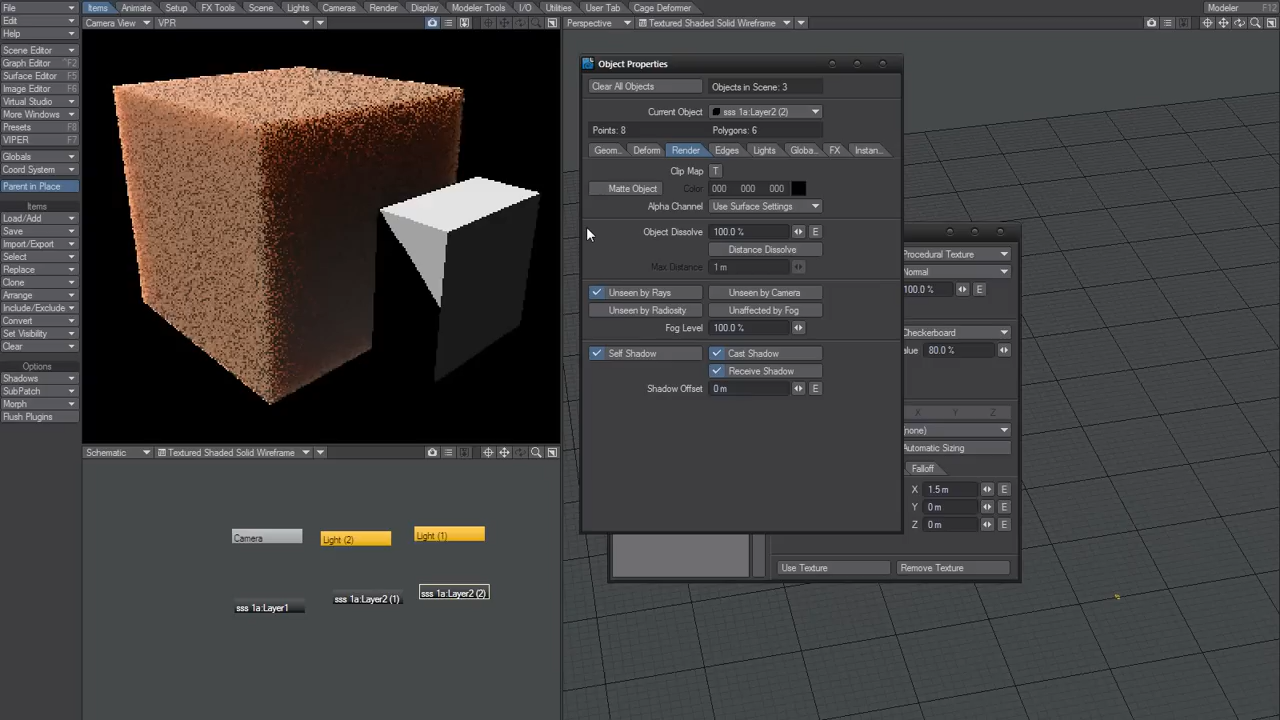 File
Items Animate Setup FX Tools Scene Lights Cameras Render Display Modeler Tools I/O Utilities User Tab Cage Deformer Modeler F12
Edit
Camera View VPR
Perspective Textured Shaded Solid Wireframe
Help
Scene Editor
Graph Editor ^F2
Surface Editor F5
Image Editor F6
Virtual Studio
More Windows
Presets F8
VIPER F7
Globals
Coord System
Parent in Place
Items
Load/Add
Save
Import/Export
Select
Replace
Clone
Arrange
Include/Exclude
Convert
Set Visibility
Clear
Options
Shadows
SubPatch
Morph
Flush Plugins
Object Properties
Clear All Objects Objects in Scene: 3
Current Object sss 1a:Layer2 (2)
Points: 8 Polygons: 6
Geom... Deform Render Edges Lights Globa.. FX Instan...
Clip Map T
Matte Object Color 000 000 000
Alpha Channel Use Surface Settings
Object Dissolve 100.0 % E
Distance Dissolve
Max Distance 1 m
Unseen by Rays Unseen by Camera
Unseen by Radiosity Unaffected by Fog
Fog Level 100.0 %
Self Shadow Cast Shadow
Receive Shadow
Shadow Offset 0 m E
Procedural Texture
Normal
100.0 % E
Checkerboard
alue 80.0 %
X Y Z
(none)
Automatic Sizing
Falloff
X 1.5 m E
Y 0 m E
Z 0 m E
Use Texture Remove Texture
Schematic Textured Shaded Solid Wireframe
Camera Light (2) Light (1)
sss 1a:Layer1 sss 1a:Layer2 (1) sss 1a:Layer2 (2)